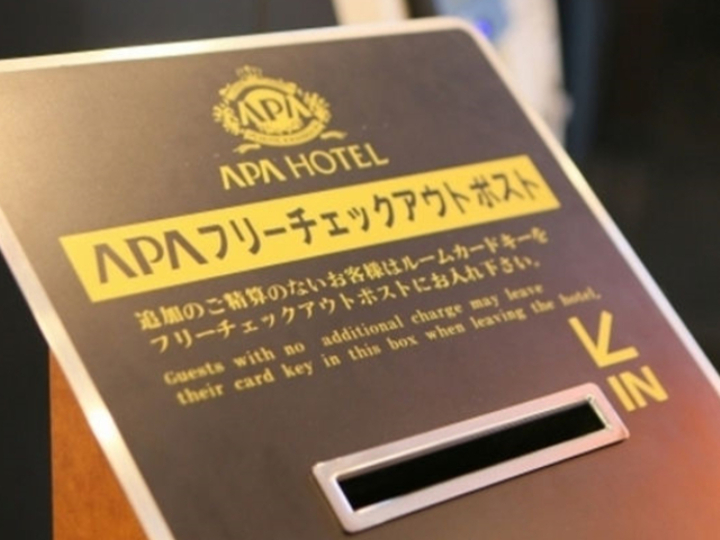 APA
APA HOTEL
APAフリーチェックアウトポスト
追加のご精算のないお客様はルームカードキーを
フリーチェックアウトポストにお入れ下さい。
Guests with no additional charge may leave
their card key in this box when leaving the hotel.
IN